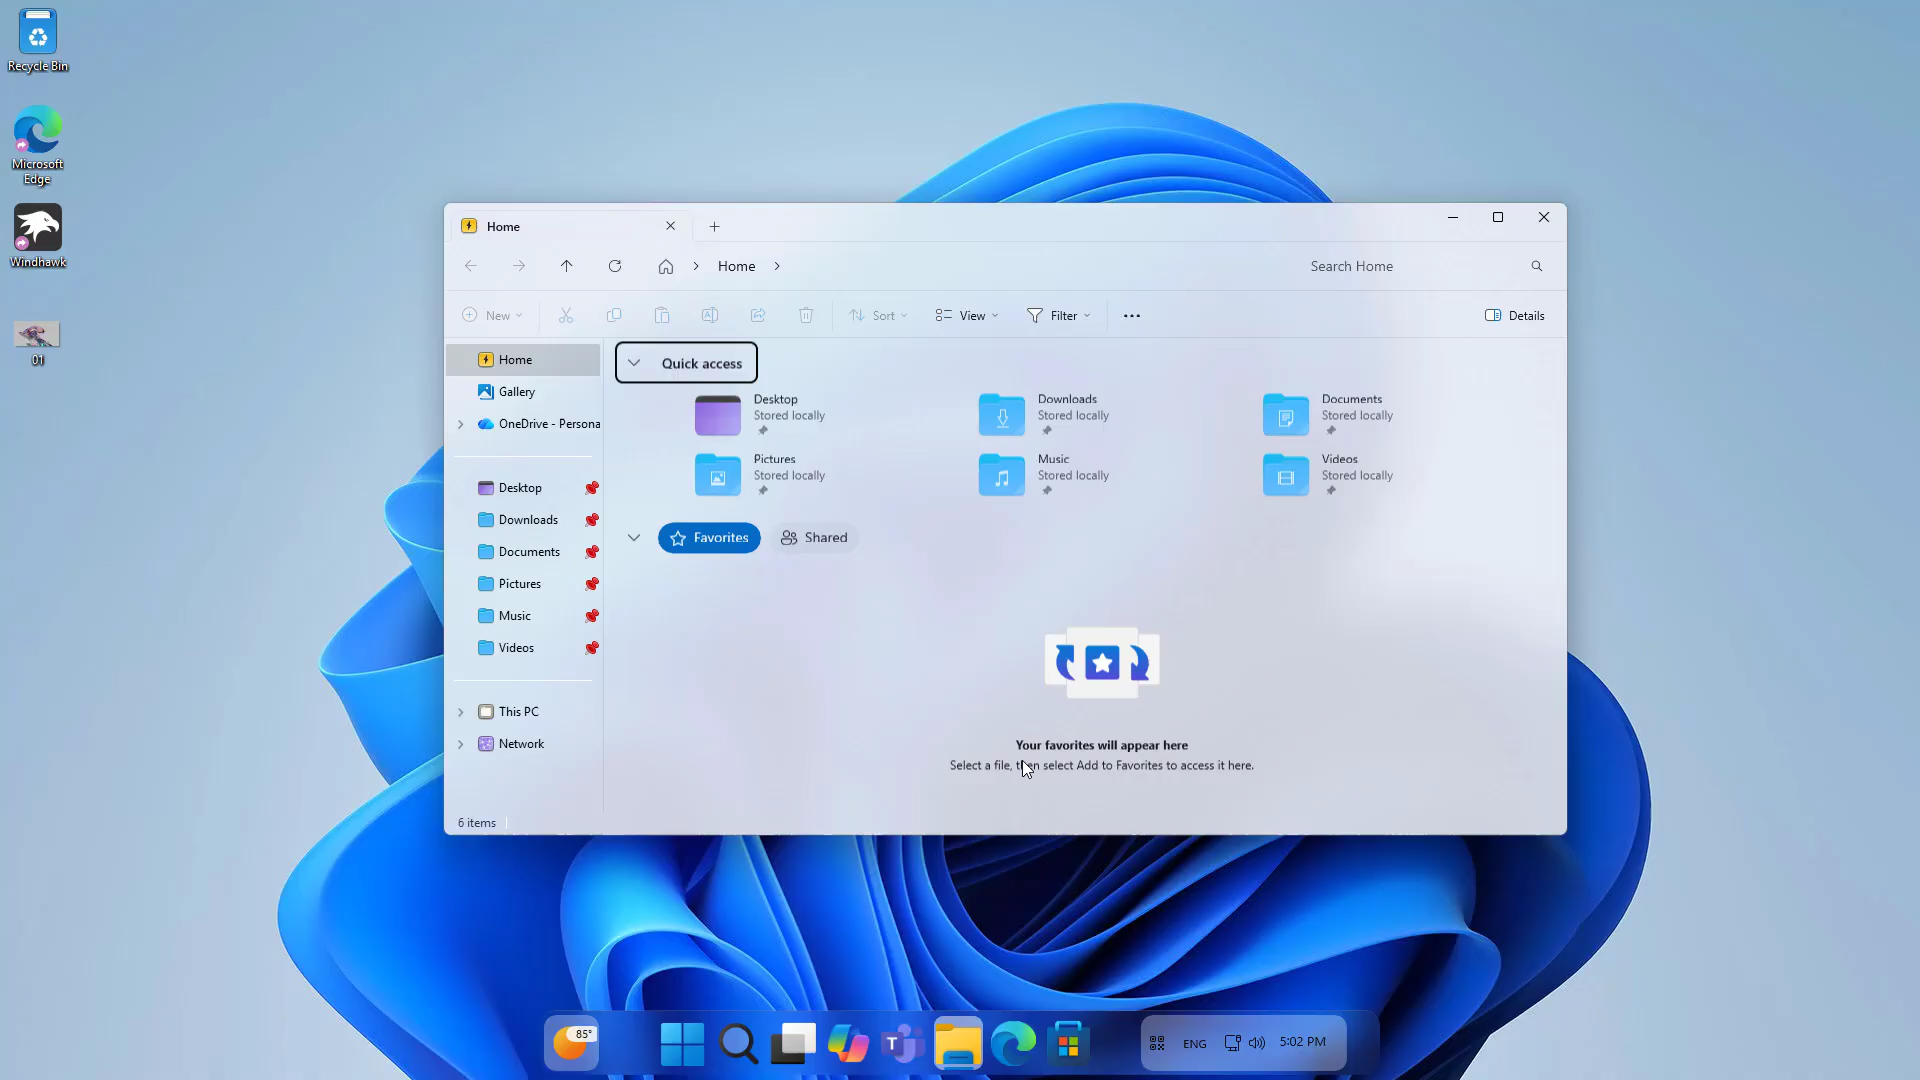 Recycle Bin
Microsoft
Edge
Windhawk
01
Home
Home
Search Home
New
Sort
View
Filter
Details
Home
Gallery
OneDrive - Persona
Desktop
Downloads
Documents
Pictures
Music
Videos
This PC
Network
Quick access
Desktop
Stored locally
Downloads
Stored locally
Documents
Stored locally
Pictures
Stored locally
Music
Stored locally
Videos
Stored locally
Favorites
Shared
Your favorites will appear here
Select a file, then select Add to Favorites to access it here.
6 items
85°
T
ENG
5:02 PM